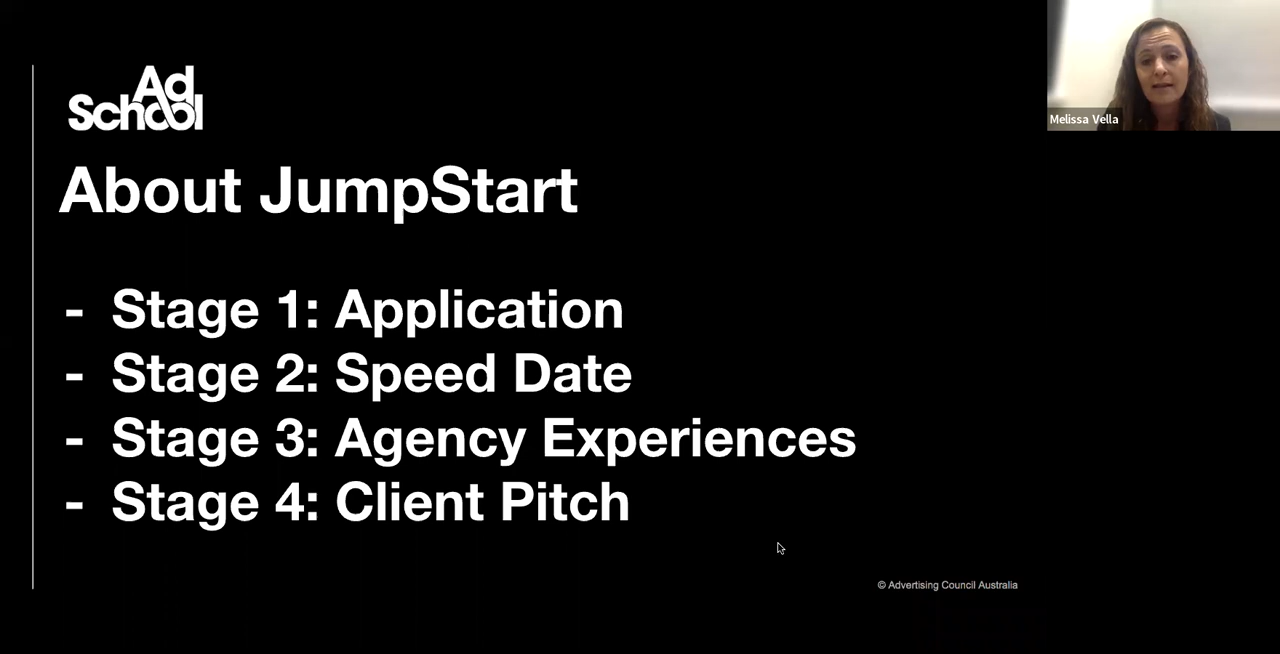 Ad
School
About JumpStart
- Stage 1: Application
- Stage 2: Speed Date
- Stage 3: Agency Experiences
- Stage 4: Client Pitch
© Advertising Council Australia
Melissa Vella